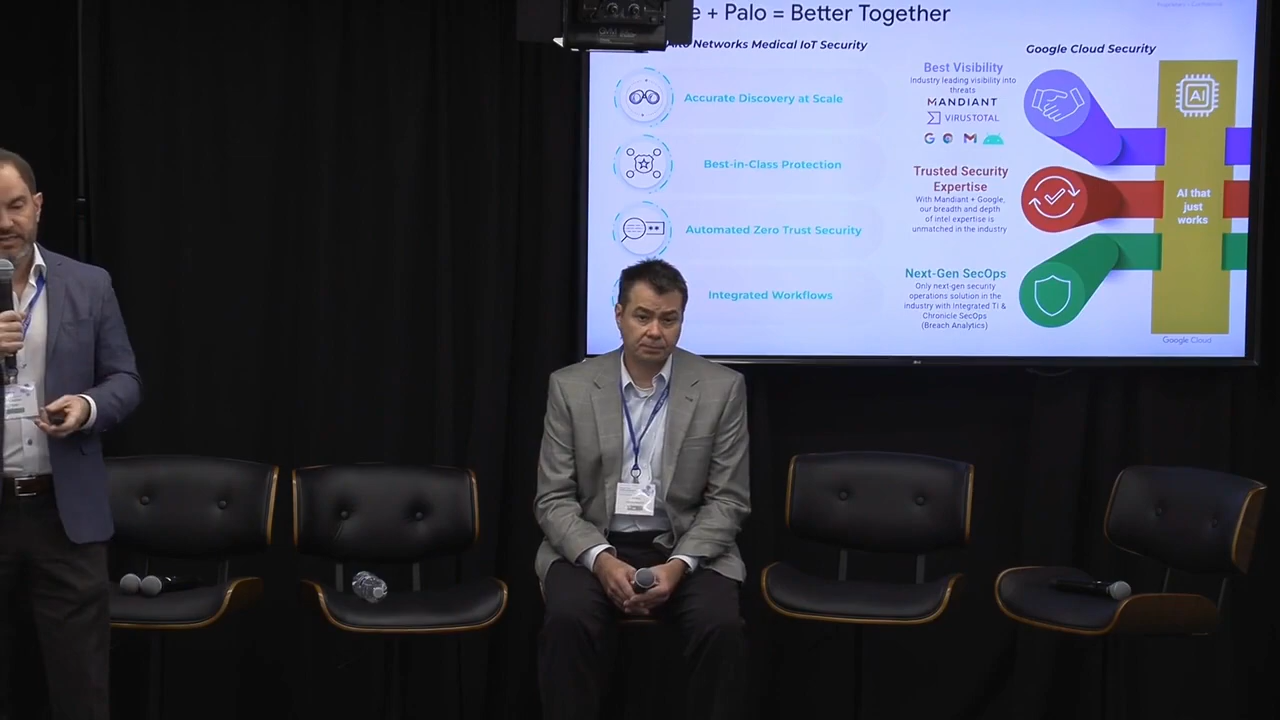 e + Palo = Better Together
Networks Medical IoT Security
Accurate Discovery at Scale
Best-in-Class Protection
Automated Zero Trust Security
Integrated Workflows
Google Cloud Security
Best Visibility
Industry leading visibility into
threats
MANDIANT
VIRUSTOTAL
Trusted Security
Expertise
With Mandiant + Google,
our breadth and depth
of intel expertise is
unmatched in the industry
Next-Gen SecOps
Only next-gen security
operations solution in the
industry with Integrated TI &
Chronicle SecOps
(Breach Analytics)
AI
AI that
just
works
Google Cloud